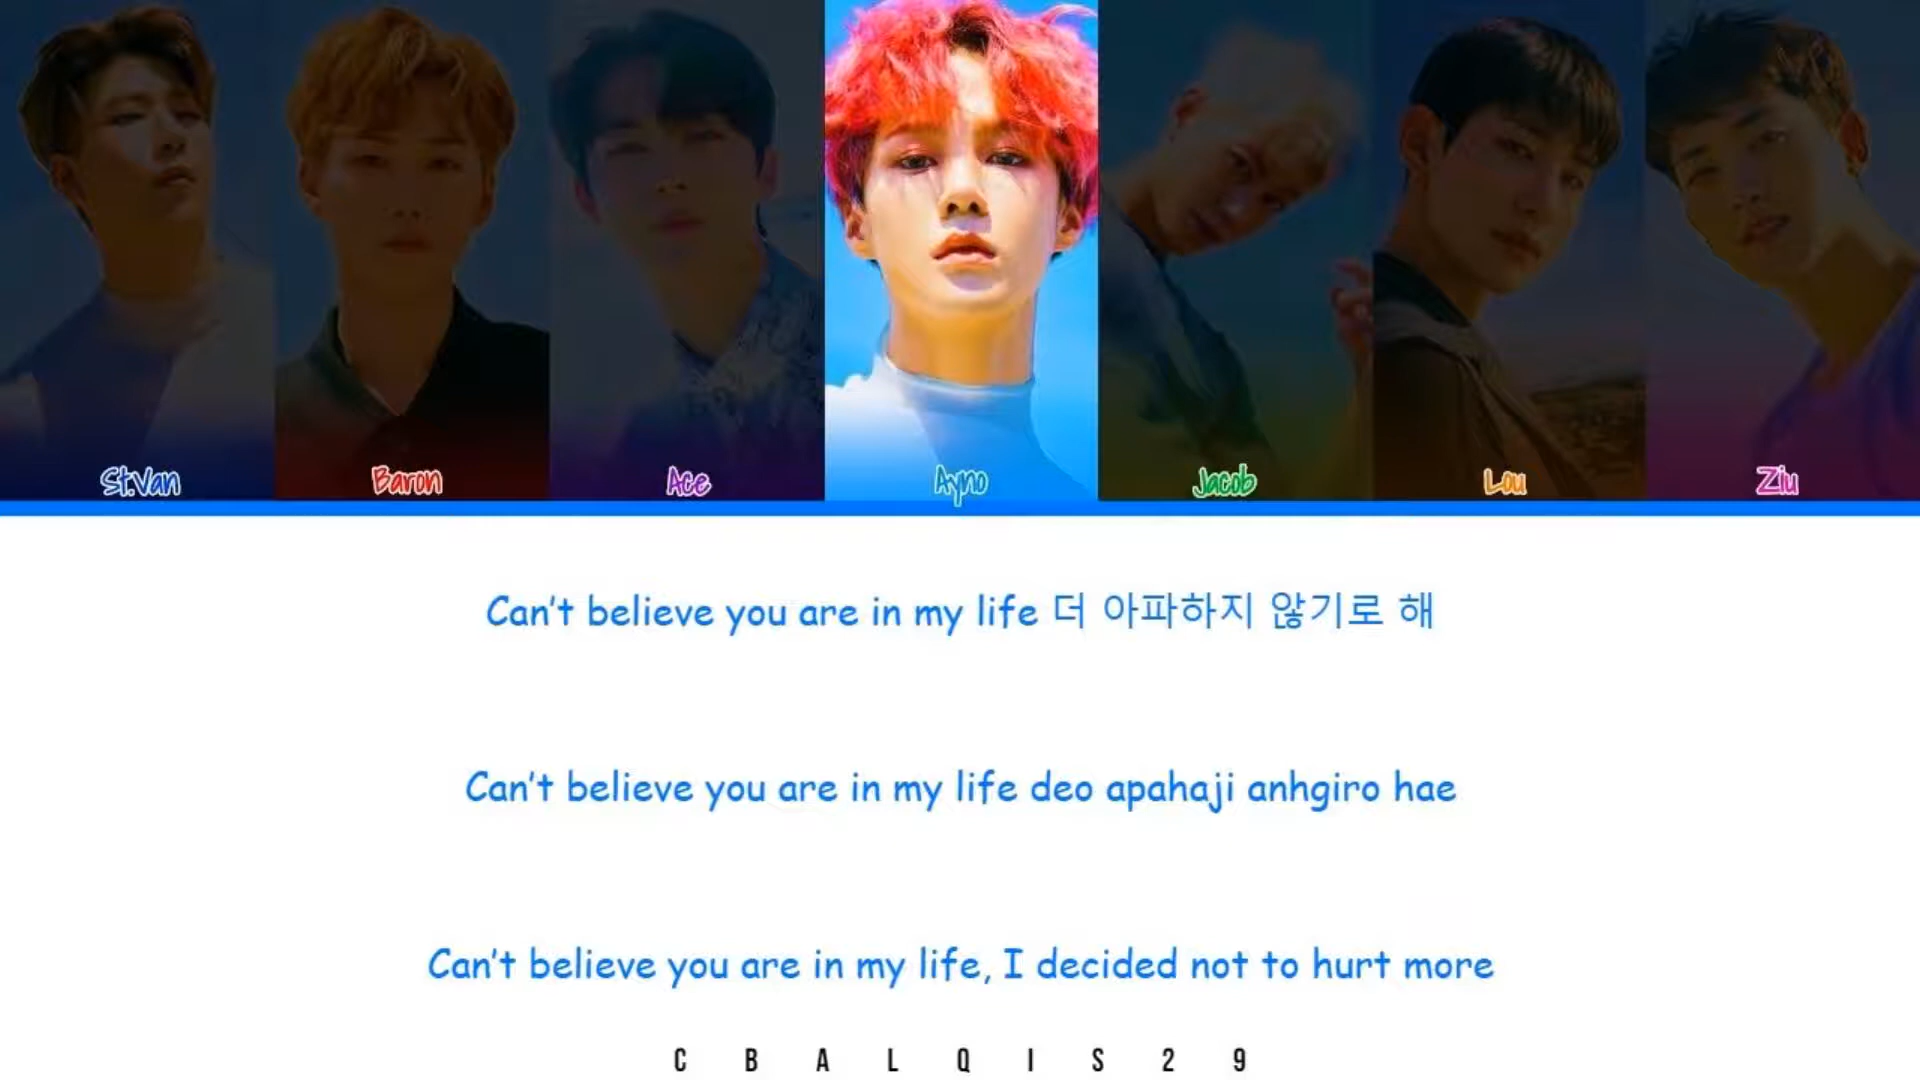 St.Van Baron Ace Ayno Jacob Lou Ziu
Can't believe you are in my life 더 아파하지 않기로 해
Can't believe you are in my life deo apahaji anhgiro hae
Can't believe you are in my life, I decided not to hurt more
CBALQIS29